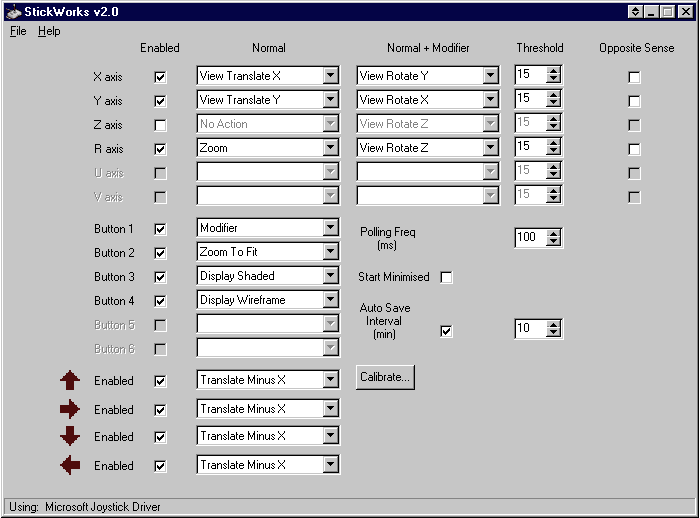 StickWorks v2.0
File Help
Enabled Normal Normal + Modifier Threshold Opposite Sense
X axis View Translate X View Rotate Y 15
Y axis View Translate Y View Rotate X 15
Z axis No Action View Rotate Z 15
R axis Zoom View Rotate Z 15
U axis 15
V axis 15
Button 1 Modifier
Polling Freq
(ms)
100
Button 2 Zoom To Fit
Button 3 Display Shaded Start Minimised
Button 4 Display Wireframe
Auto Save
Interval
(min)
10
Button 5
Button 6
Enabled Translate Minus X Calibrate...
Enabled Translate Minus X
Enabled Translate Minus X
Enabled Translate Minus X
Using: Microsoft Joystick Driver